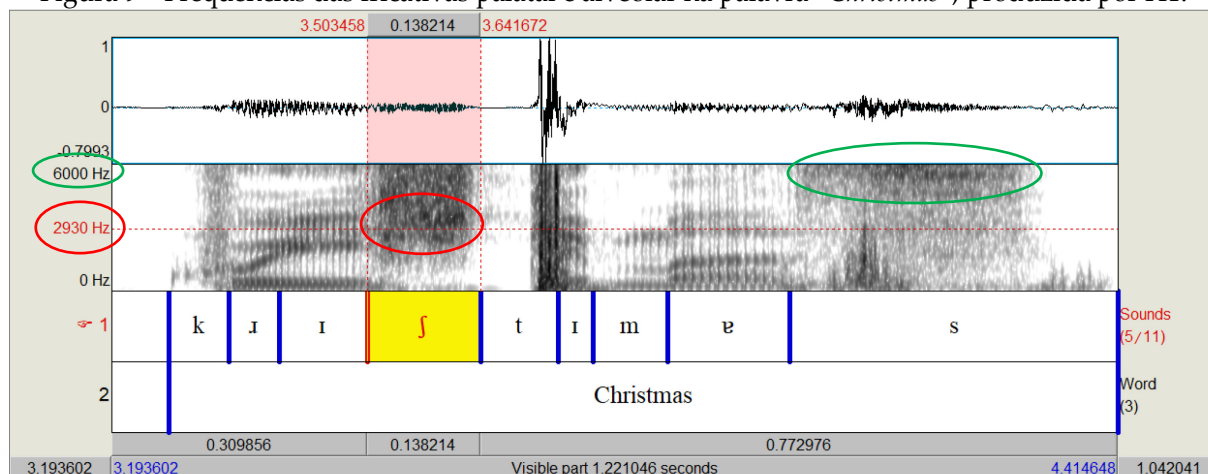 3.503458 0.138214 3.641672
1
0
-0.7993
6000 Hz
2930 Hz
0 Hz
1 k ɹ ɪ ʃ t ɪ m ɐ s Sounds
(5/11)
2 Christmas Word
(3)
0.309856 0.138214 0.772976
3.193602 3.193602 Visible part 1.221046 seconds 4.414648 1.042041